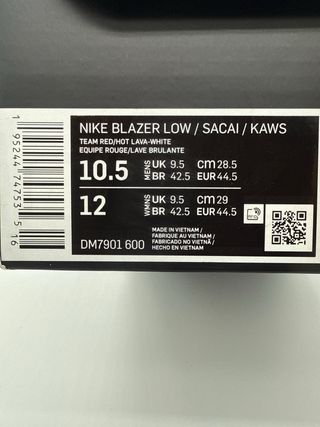 NIKE BLAZER LOW / SACAI / KAWS
TEAM RED/HOT LAVA-WHITE
EQUIPE ROUGE/LAVE BRULANTE
10.5 MENS UK 9.5 CM 28.5
BR 42.5 EUR 44.5
12 WMNS UK 9.5 CM 29
BR 42.5 EUR 44.5
DM7901 600
MADE IN VIETNAM /
FABRIQUE AU VIETNAM /
FABRICADO NO VIETNÃ /
HECHO EN VIETNAM
1 95244 74753 5 16